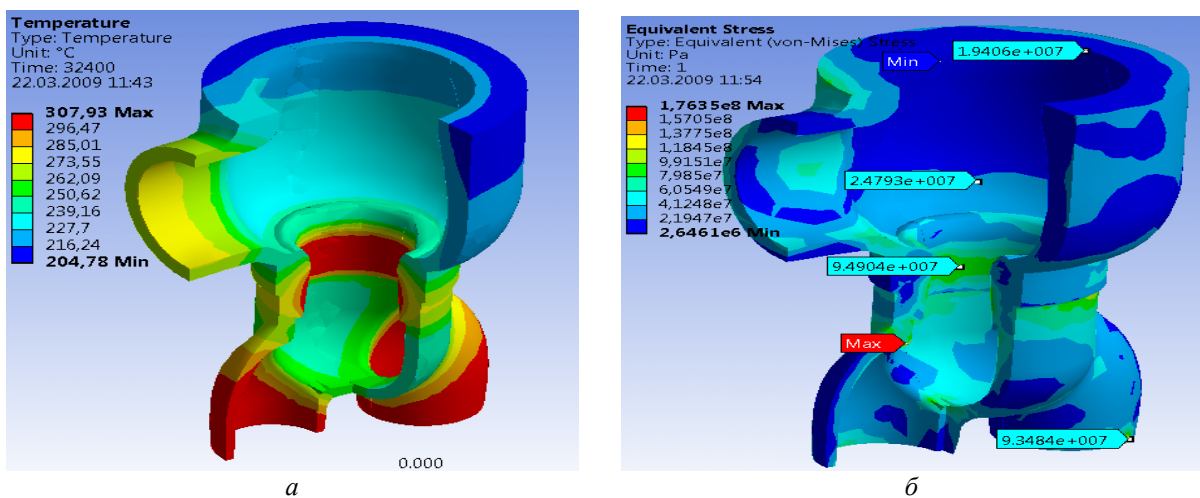 Temperature
Type: Temperature
Unit: °C
Time: 32400
22.03.2009 11:43
307,93 Max
296,47
285,01
273,55
262,09
250,62
239,16
227,7
216,24
204,78 Min
0.000
а
Equivalent Stress
Type: Equivalent (von-Mises) Stress
Unit: Pa
Time: 1
22.03.2009 11:54
1,7635e8 Max
1,5705e8
1,3775e8
1,1845e8
9,9151e7
7,985e7
6,0549e7
4,1248e7
2,1947e7
2,6461e6 Min
Min
1.9406e+007
2.4793e+007
9.4904e+007
Max
9.3484e+007
б